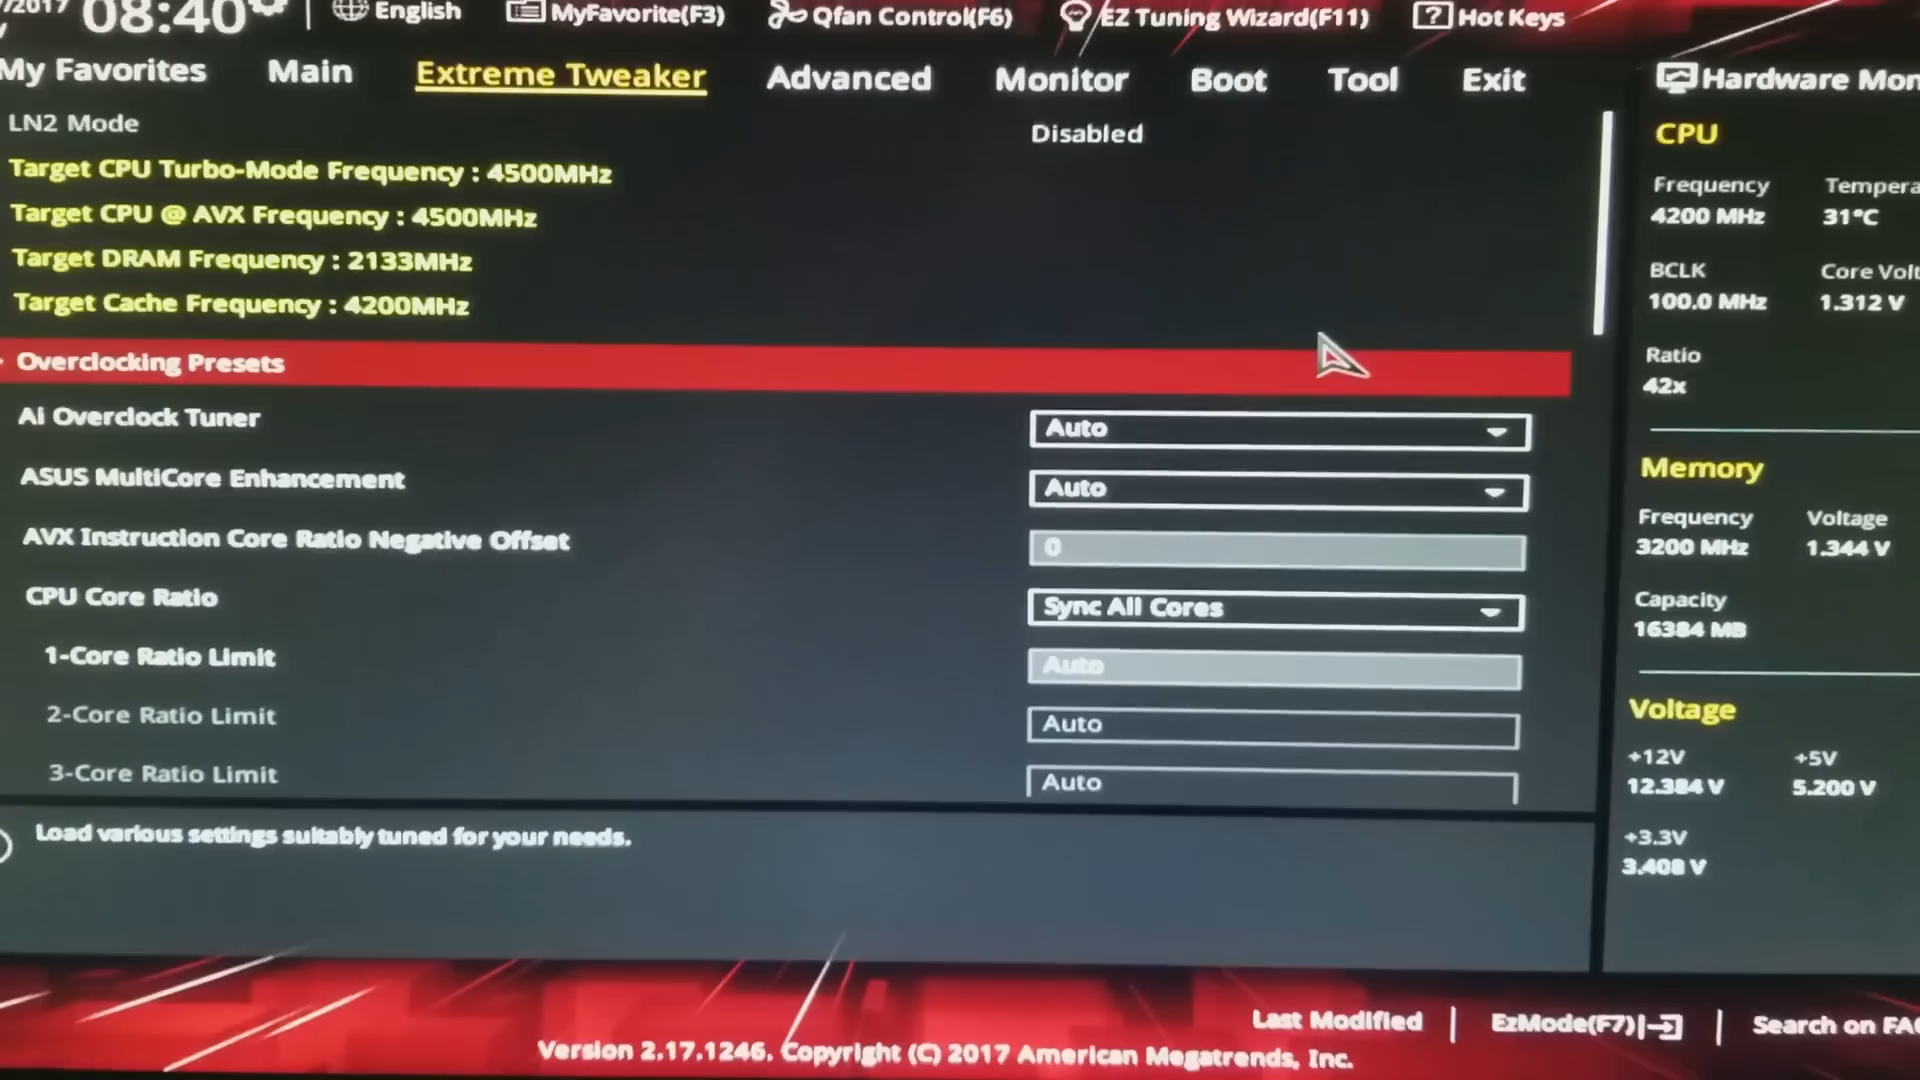 /2017 08:40 English MyFavorite(F3) Qfan Control(F6) EZ Tuning Wizard(F11) Hot Keys
My Favorites Main Extreme Tweaker Advanced Monitor Boot Tool Exit Hardware Mon
LN2 Mode Disabled
Target CPU Turbo-Mode Frequency : 4500MHz
Target CPU @ AVX Frequency : 4500MHz
Target DRAM Frequency : 2133MHz
Target Cache Frequency : 4200MHz
Overclocking Presets
Ai Overclock Tuner Auto
ASUS MultiCore Enhancement Auto
AVX Instruction Core Ratio Negative Offset 0
CPU Core Ratio Sync All Cores
1-Core Ratio Limit Auto
2-Core Ratio Limit Auto
3-Core Ratio Limit Auto
Load various settings suitably tuned for your needs.
CPU
Frequency Tempera
4200 MHz 31°C
BCLK Core Volt
100.0 MHz 1.312 V
Ratio
42x
Memory
Frequency Voltage
3200 MHz 1.344 V
Capacity
16384 MB
Voltage
+12V +5V
12.384 V 5.200 V
+3.3V
3.408 V
Last Modified EzMode(F7) Search on FAQ
Version 2.17.1246. Copyright (C) 2017 American Megatrends, Inc.